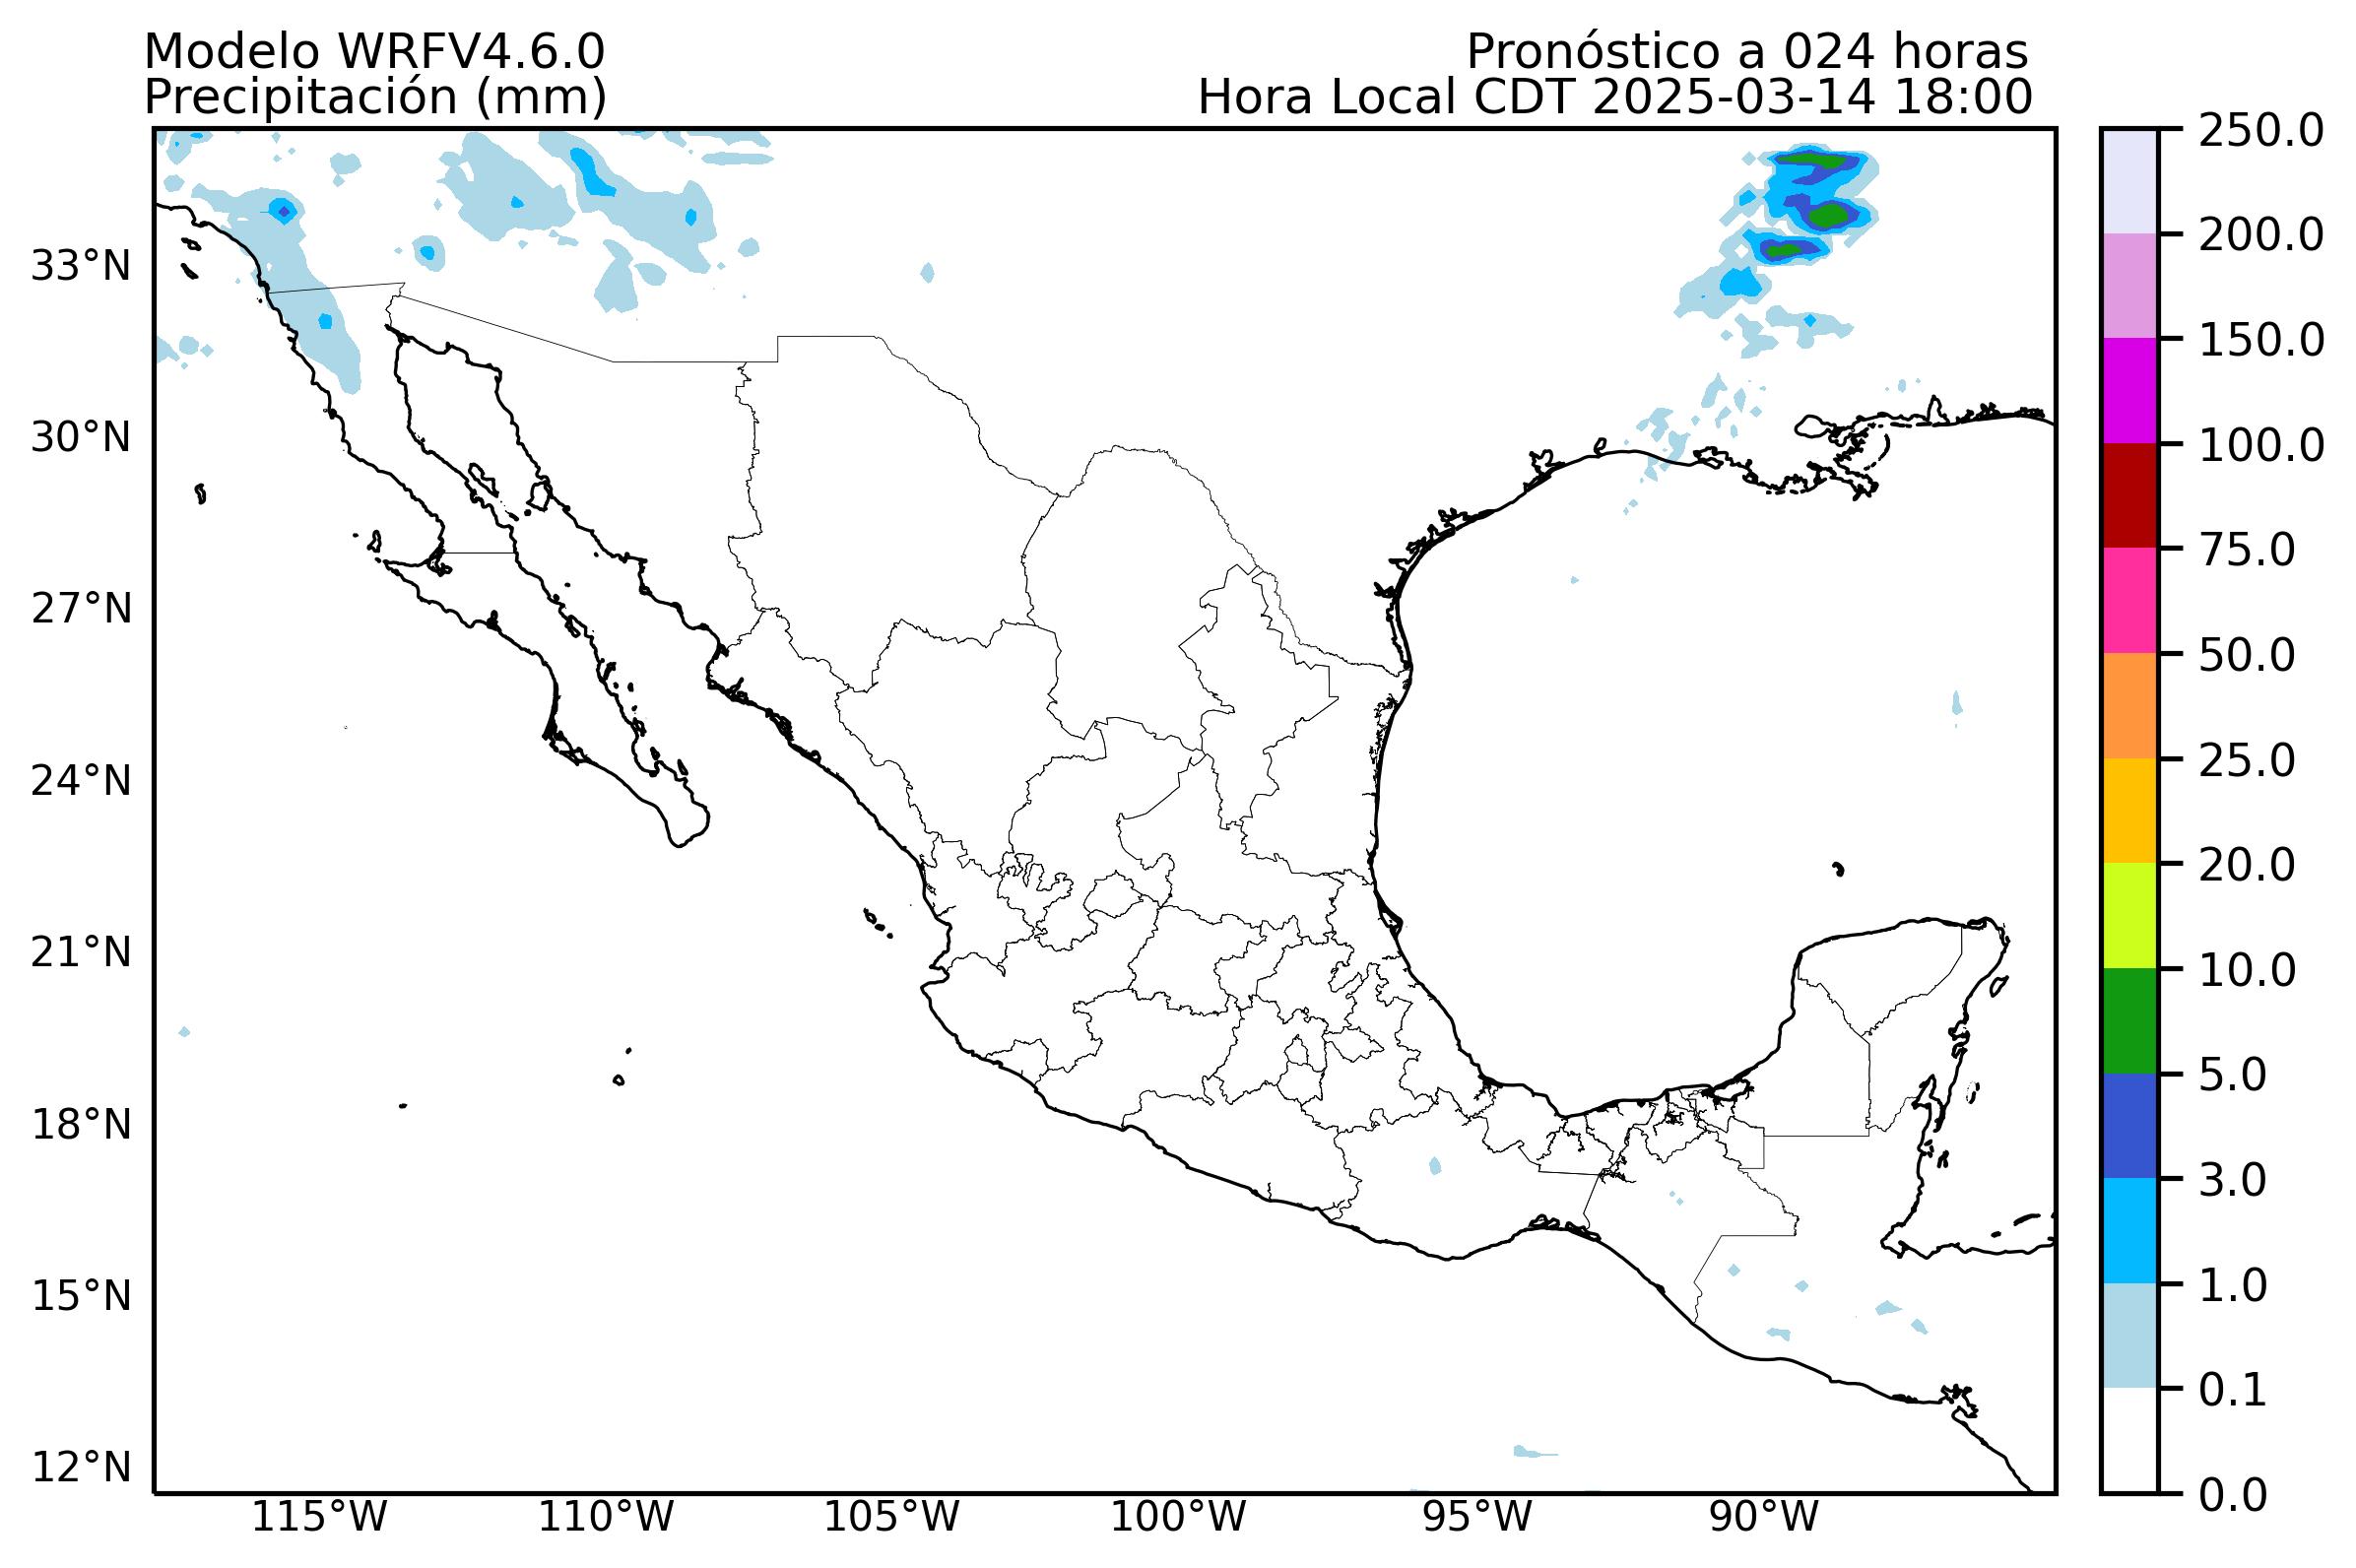 Modelo WRFV4.6.0
Pronóstico a 024 horas
Precipitación (mm)
Hora Local CDT 2025-03-14 18:00
33°N
30°N
27°N
24°N
21°N
18°N
15°N
12°N
115°W
110°W
105°W
100°W
95°W
90°W
250.0
200.0
150.0
100.0
75.0
50.0
25.0
20.0
10.0
5.0
3.0
1.0
0.1
0.0